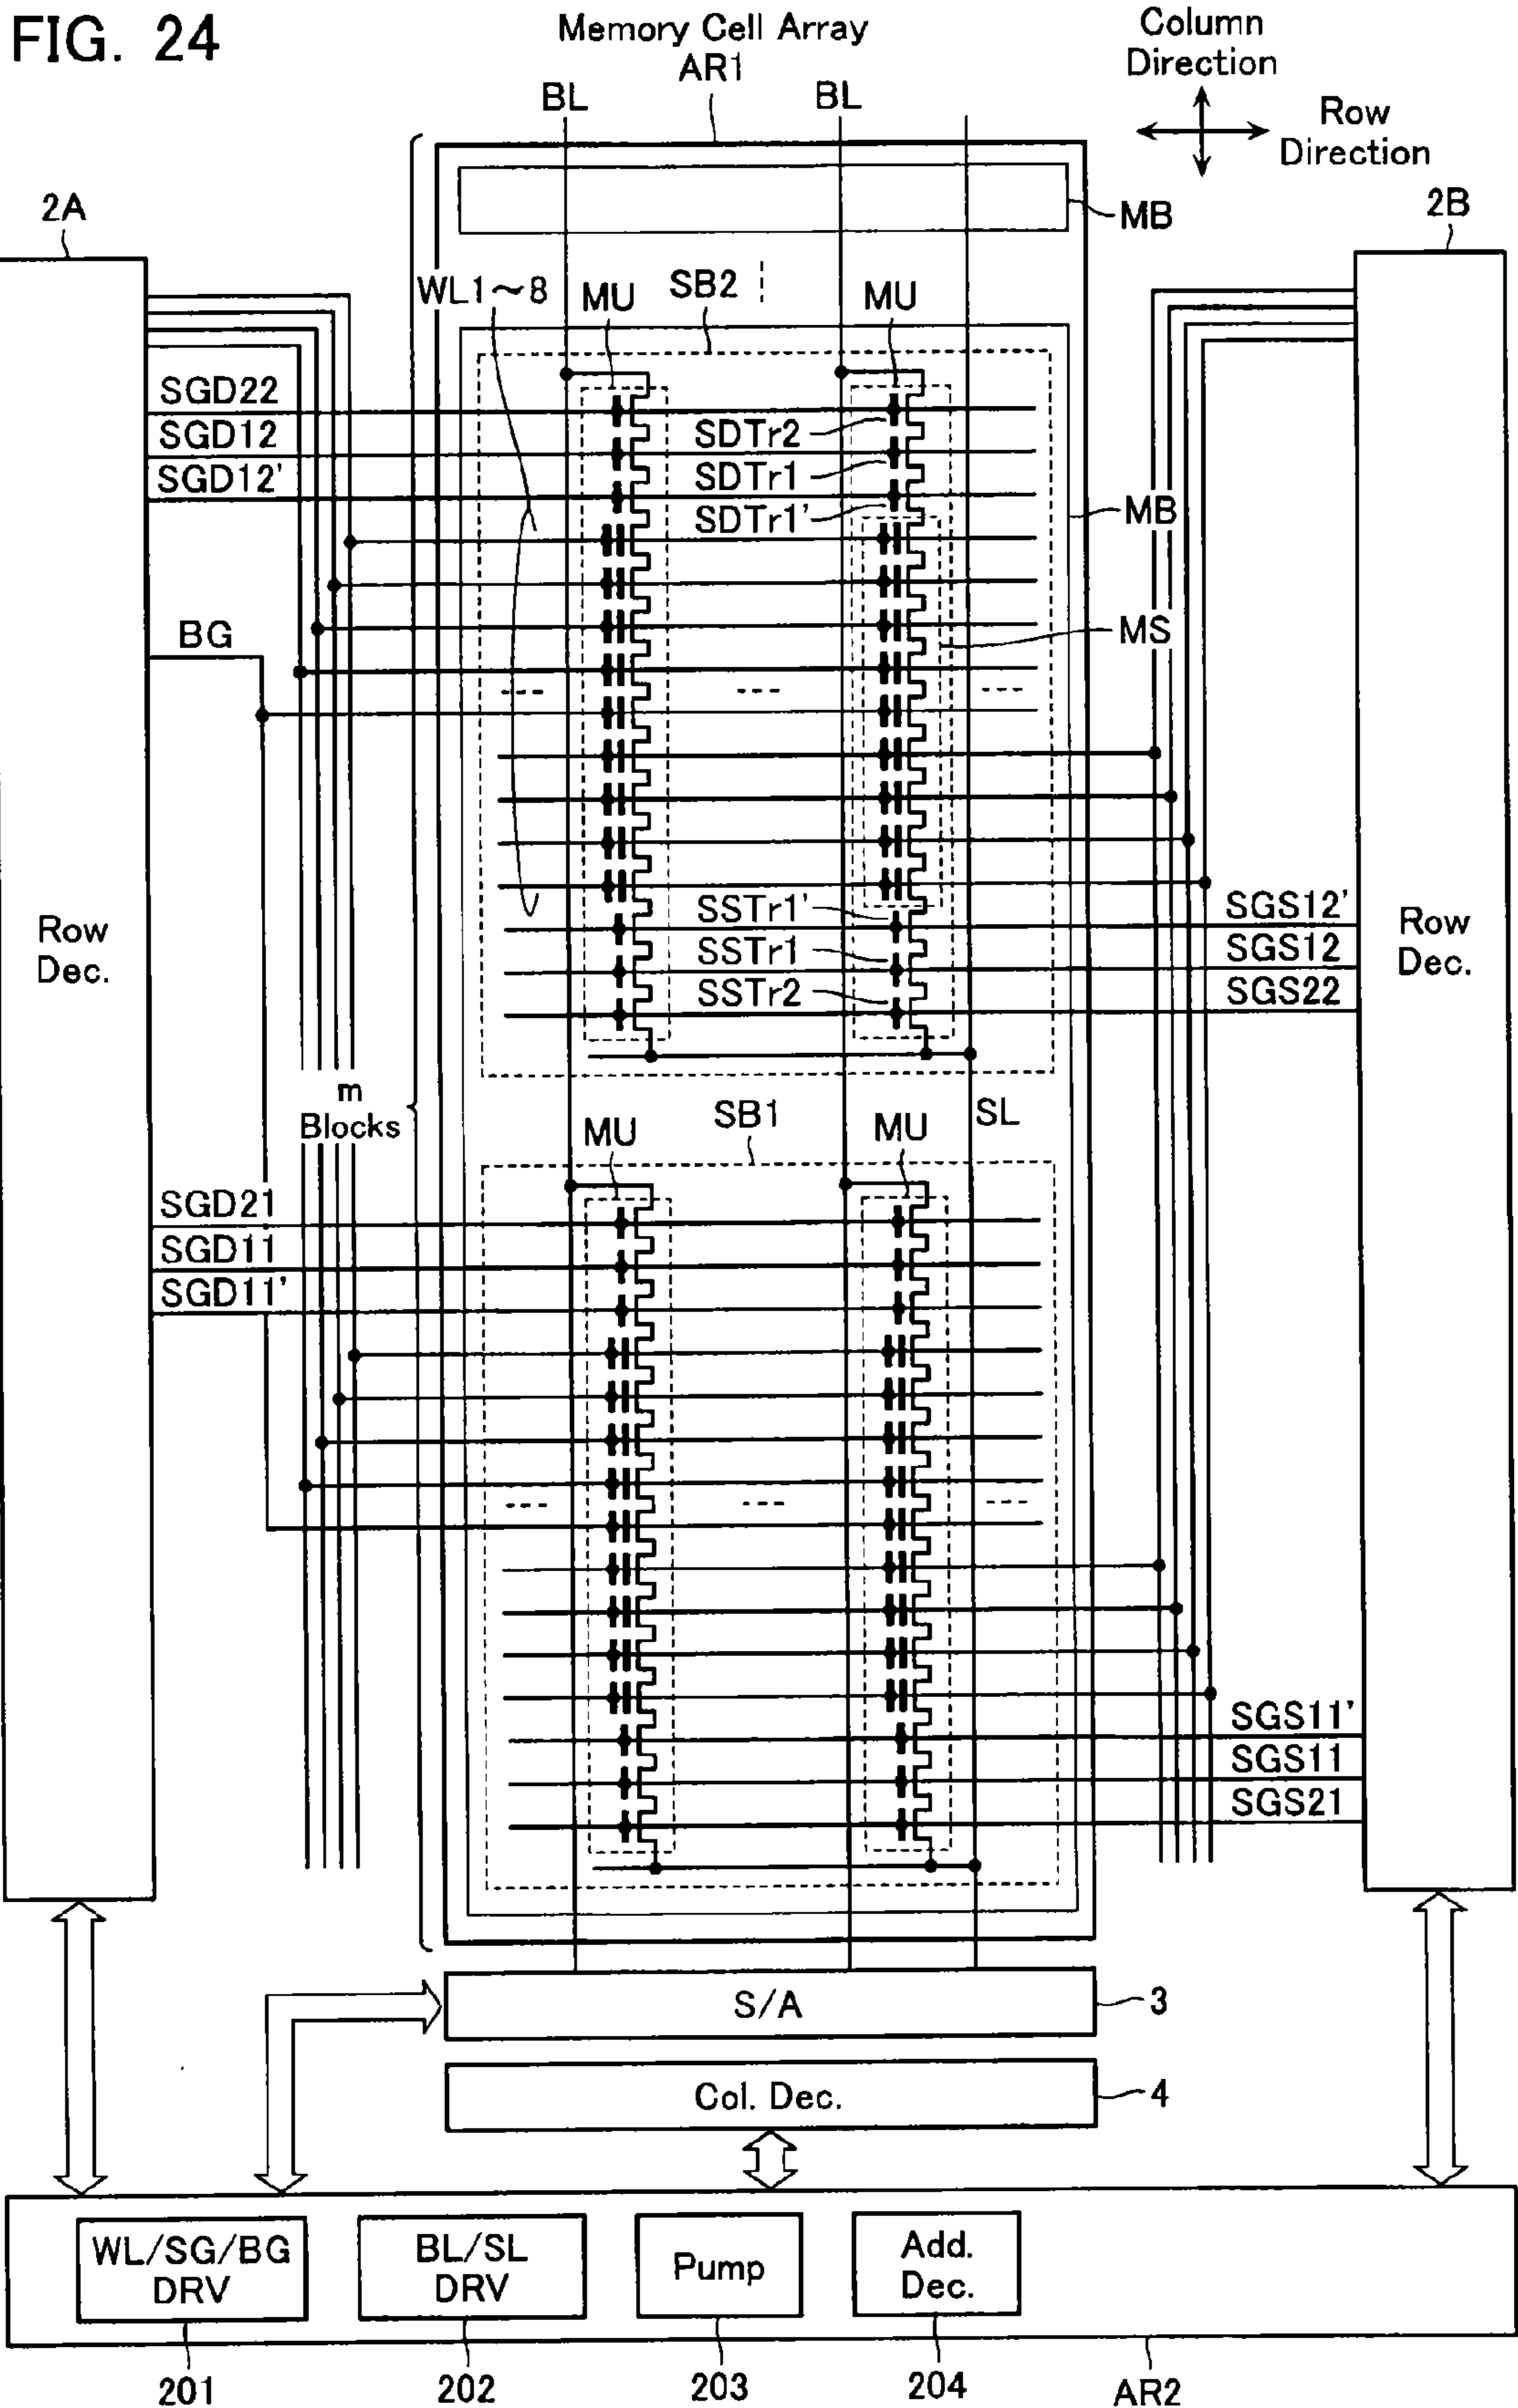 FIG. 24
Memory Cell Array
AR1
Column
Direction
Row
Direction
BL
BL
2A
2B
MB
WL1~8
MU
SB2
MU
SGD22
SGD12
SGD12'
SDTr2
SDTr1
SDTr1'
MB
BG
MS
Row
Dec.
SSTr1'
SSTr1
SSTr2
SGS12'
SGS12
SGS22
Row
Dec.
m
Blocks
MU
SB1
MU
SL
SGD21
SGD11
SGD11'
SGS11'
SGS11
SGS21
S/A
3
Col. Dec.
4
WL/SG/BG
DRV
BL/SL
DRV
Pump
Add.
Dec.
201
202
203
204
AR2